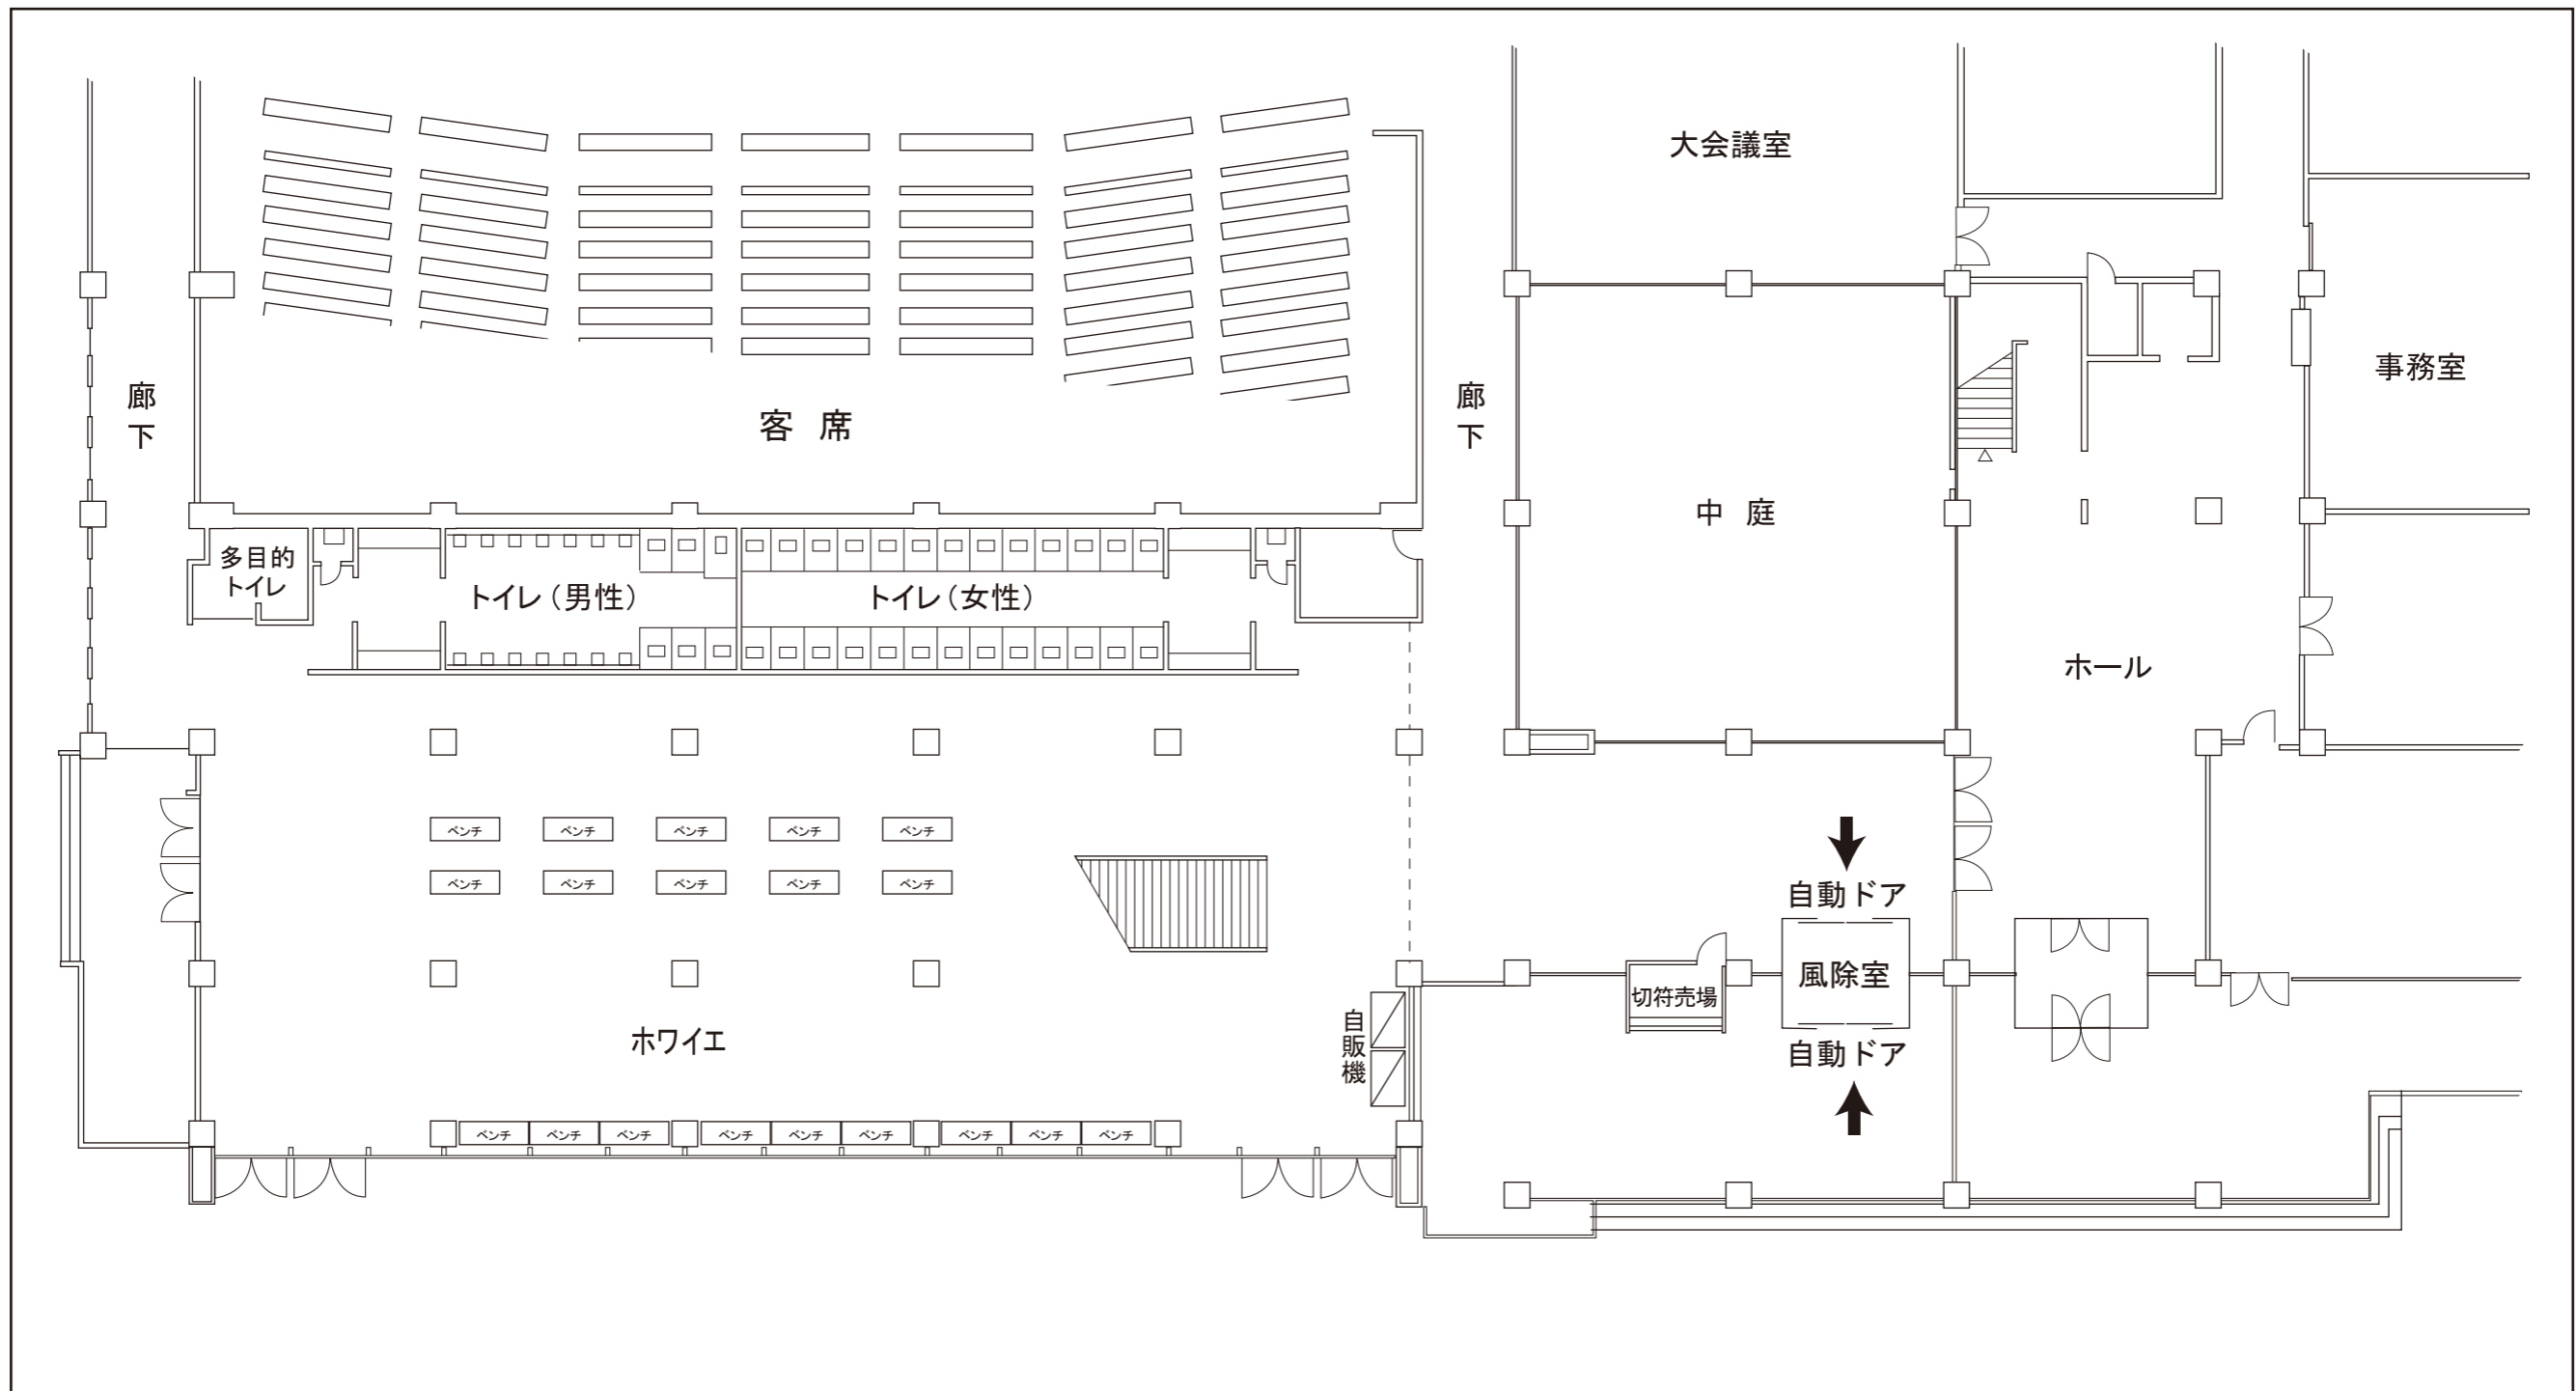 大会議室
事務室
廊下
廊下
客 席
中 庭
多目的
トイレ
トイレ(男性)
トイレ(女性)
ホール
ベンチ
ベンチ
ベンチ
ベンチ
ベンチ
ベンチ
ベンチ
ベンチ
ベンチ
ベンチ
自動ドア
風除室
切符売場
自動ドア
ホワイエ
自販機
ベンチ
ベンチ
ベンチ
ベンチ
ベンチ
ベンチ
ベンチ
ベンチ
ベンチ